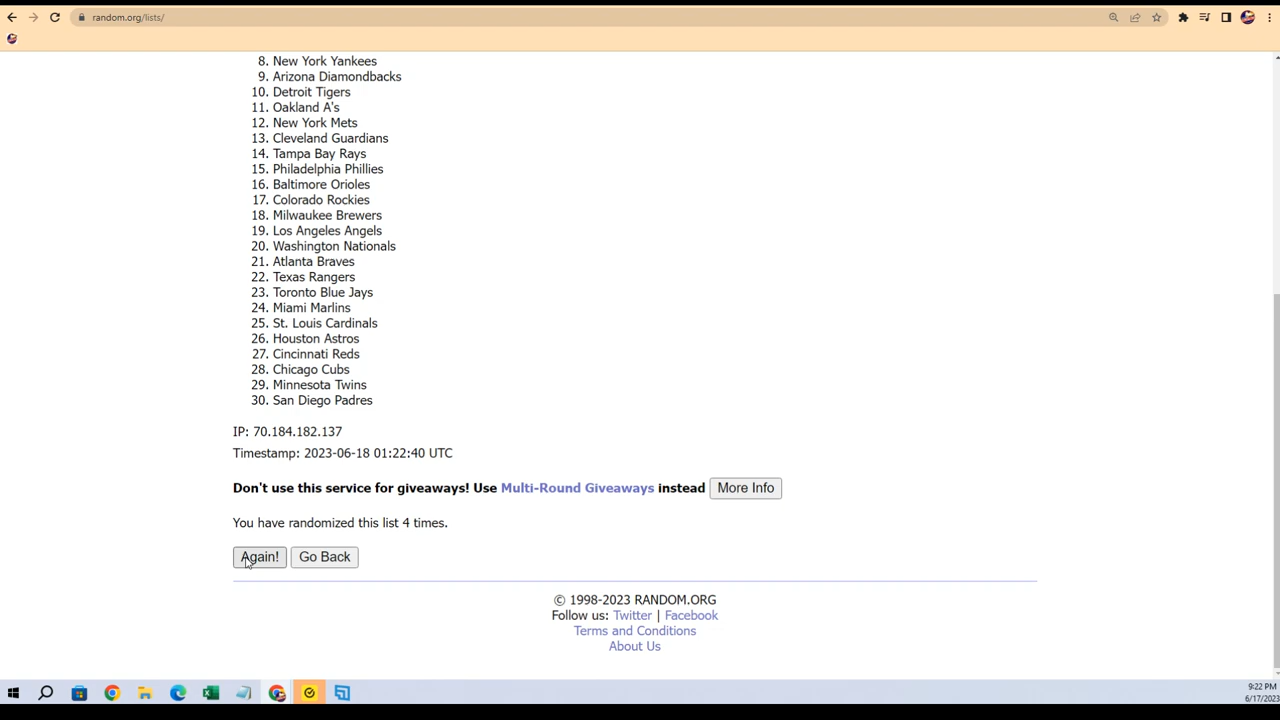 random.org/lists/
8. New York Yankees
9. Arizona Diamondbacks
10. Detroit Tigers
11. Oakland A's
12. New York Mets
13. Cleveland Guardians
14. Tampa Bay Rays
15. Philadelphia Phillies
16. Baltimore Orioles
17. Colorado Rockies
18. Milwaukee Brewers
19. Los Angeles Angels
20. Washington Nationals
21. Atlanta Braves
22. Texas Rangers
23. Toronto Blue Jays
24. Miami Marlins
25. St. Louis Cardinals
26. Houston Astros
27. Cincinnati Reds
28. Chicago Cubs
29. Minnesota Twins
30. San Diego Padres
IP: 70.184.182.137
Timestamp: 2023-06-18 01:22:40 UTC
Don't use this service for giveaways! Use Multi-Round Giveaways instead More Info
You have randomized this list 4 times.
Again! Go Back
© 1998-2023 RANDOM.ORG
Follow us: Twitter | Facebook
Terms and Conditions
About Us
9:22 PM
6/17/2023